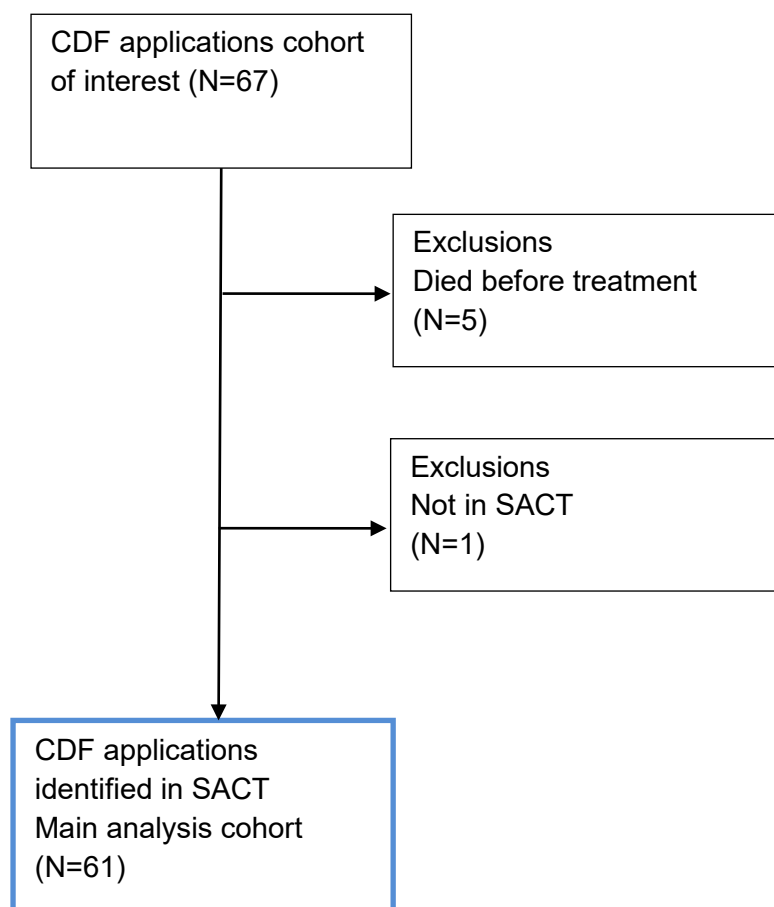 CDF applications cohort
of interest (N=67)
Exclusions
Died before treatment
(N=5)
Exclusions
Not in SACT
(N=1)
CDF applications
identified in SACT
Main analysis cohort
(N=61)